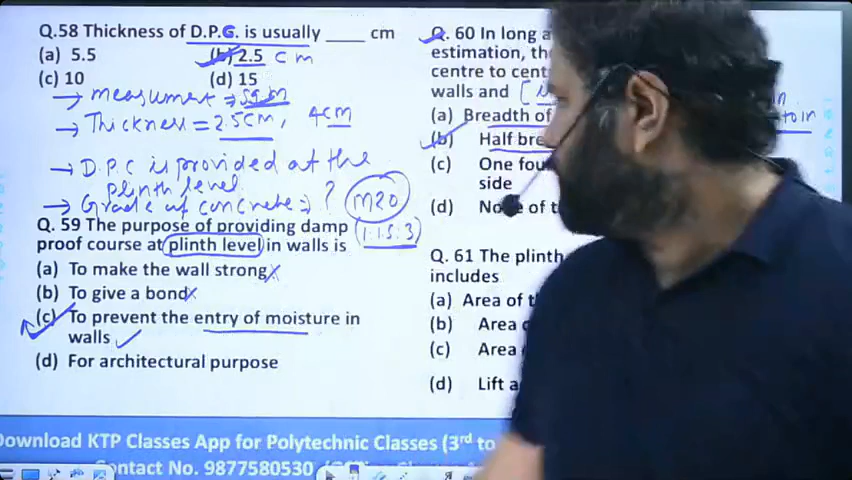 Q.58 Thickness of D.P.G. is usually ____ cm
(a) 5.5
(b) 2.5 cm
(c) 10
(d) 15
→ Thickness = 2.5cm, 4cm
→ D.P.C is provided at the
plinth level
→ Grade of concrete ⇒ ? M20
(1:1.5:3)
Q. 59 The purpose of providing damp
proof course at plinth level in walls is
(a) To make the wall strong
(b) To give a bond
(c) To prevent the entry of moisture in
walls
(d) For architectural purpose
Q. 60 In long a
estimation, th
centre to cent
walls and
(a) Breadth of
(b) Half bre
(c) One fou
side
(d) No of t
Q. 61 The plinth
includes
(a) Area of t
(b) Area
(c) Area
(d) Lift a
Download KTP Classes App for Polytechnic Classes (3rd to
Contact No. 9877580530